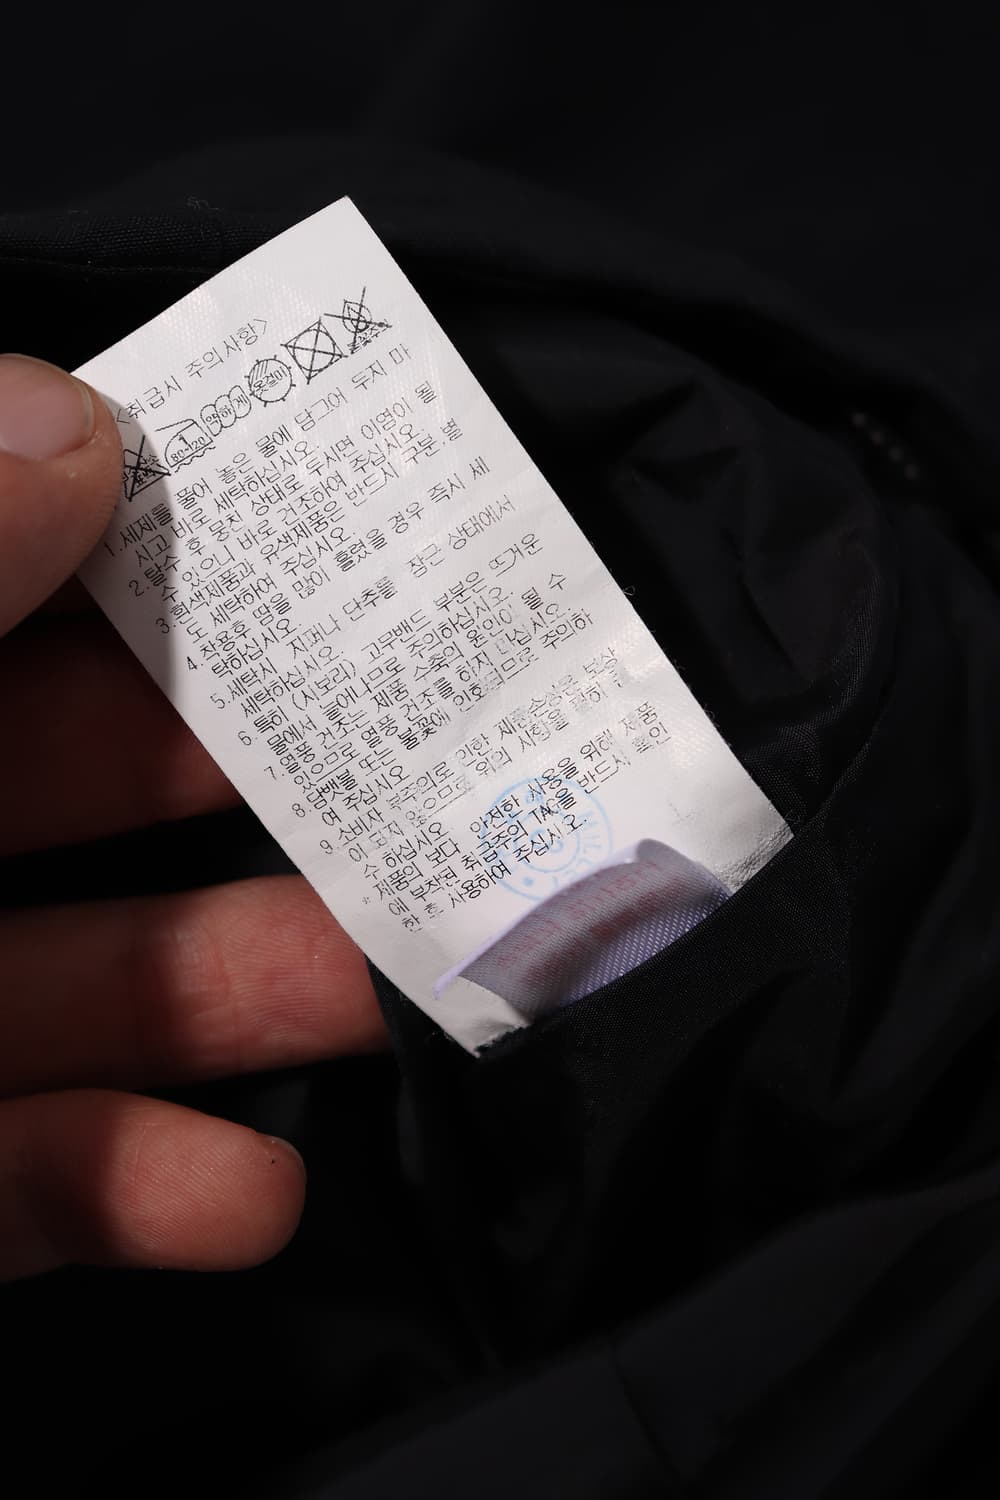 <취급시 주의사항>
80-120 약하게 옷걸이
1.세제를 풀어 놓은 물에 담그어 두지 마
시고 바로 세탁하십시오.
2.탈수 후 뭉친 상태로 두시면 이염이 될
수 있으니 바로 건조하여 주십시오.
3.흰색제품과 유색제품은 반드시 구분,별
도 세탁하여 주십시오
4.착용후 땀을 많이 흘렸을 경우 즉시 세
탁하십시오.
5.세탁시 지퍼나 단추를 잠근 상태에서
세탁하십시오.
6.특히 (시보리) 고무밴드 부분은 뜨거운
물에서 늘어나므로 주의하십시오.
7.열풍 건조는 제품 수축의 원인이 될 수
있으므로 열풍 건조를 하지 마십시오.
8.담뱃불 또는 불꽃에 인화되므로 주의하
여 주십시오
9.소비자 부주의로 인한 제품손상은 보상
이 되지 않으므로 위의 사항을
수 하십시오.
* 제품의 보다 안전한 사용을 위해 제품
에 부착된 취급주의 TAG을 반드시 확인
한 후 사용하여 주십시오.